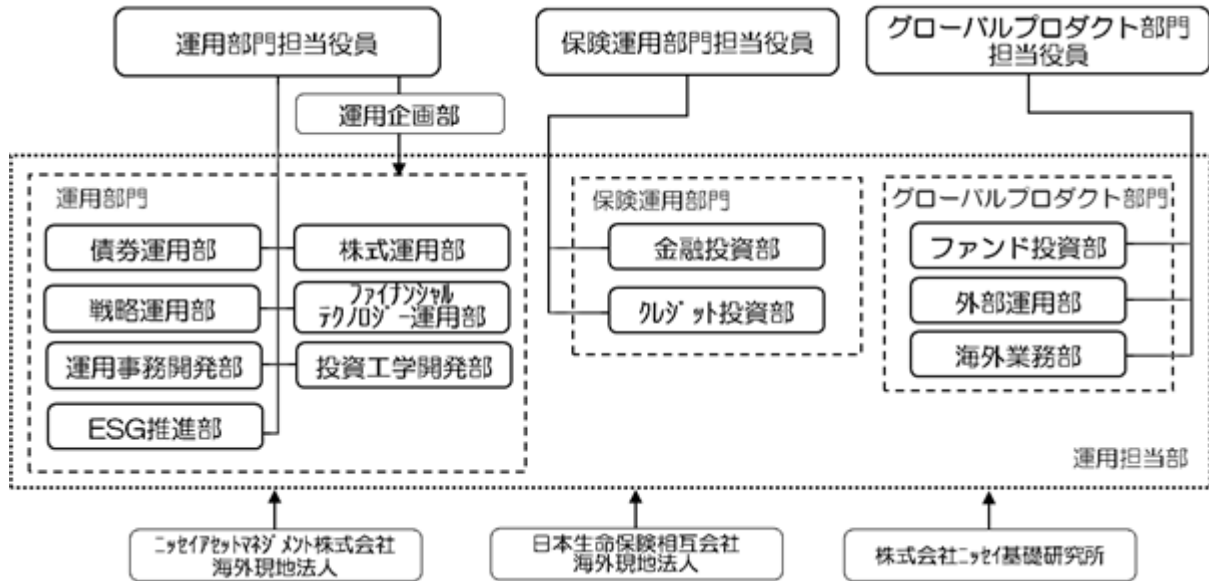 運用部門担当役員
保険運用部門担当役員
グローバルプロダクト部門
担当役員
運用企画部
運用部門
保険運用部門
グローバルプロダクト部門
債券運用部
株式運用部
金融投資部
ファンド投資部
戦略運用部
ファイナンシャル
テクノロジー運用部
クレジット投資部
外部運用部
運用事務開発部
投資工学開発部
海外業務部
ESG推進部
運用担当部
ニッセイアセットマネジメント株式会社
海外現地法人
日本生命保険相互会社
海外現地法人
株式会社ニッセイ基礎研究所